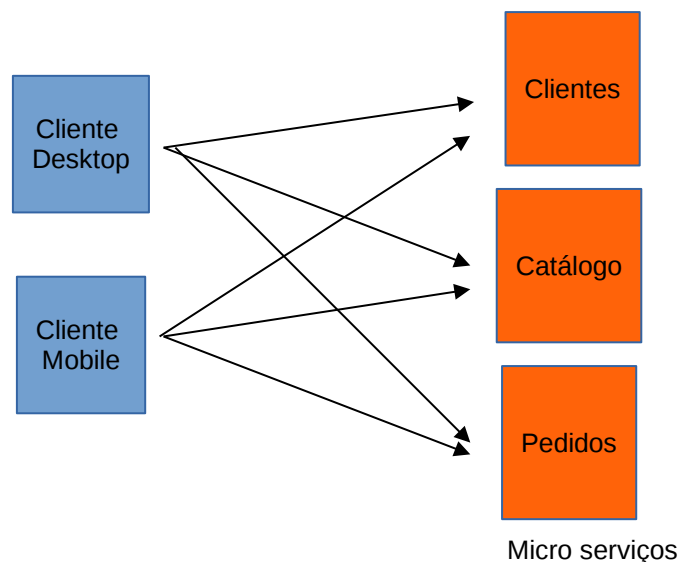 Cliente
Desktop
Cliente
Mobile
Clientes
Catálogo
Pedidos
Micro serviços